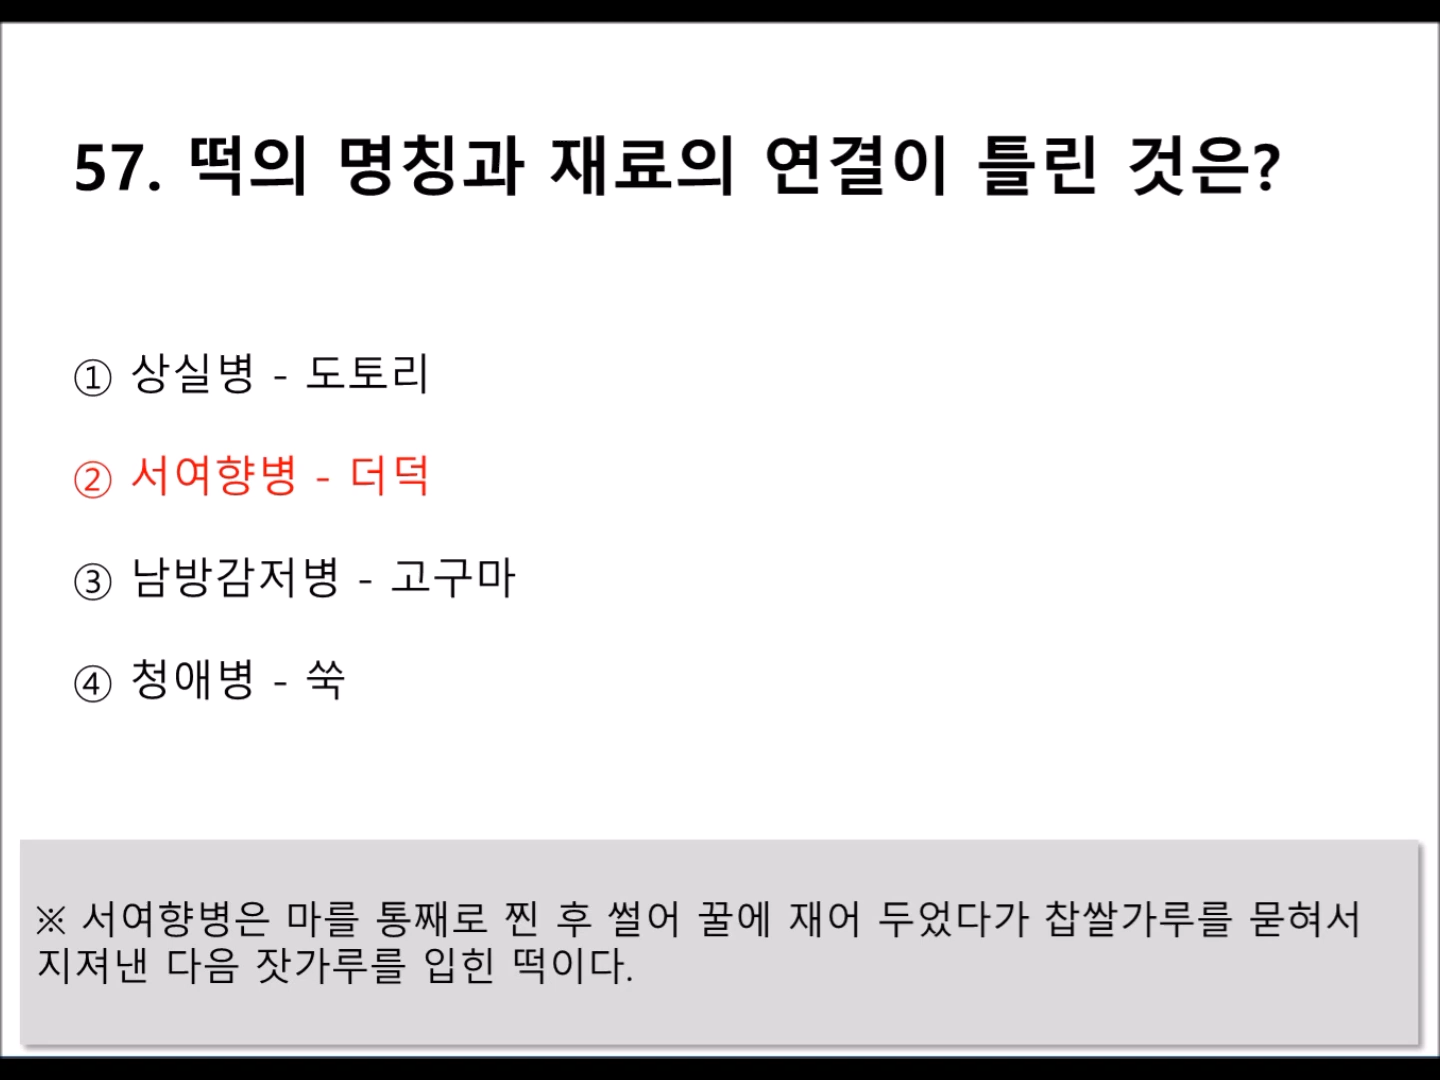 57. 떡의 명칭과 재료의 연결이 틀린 것은?
① 상실병 - 도토리
② 서여향병 - 더덕
③ 남방감저병 - 고구마
④ 청애병 - 쑥
※ 서여향병은 마를 통째로 찐 후 썰어 꿀에 재어 두었다가 찹쌀가루를 묻혀서
지져낸 다음 잣가루를 입힌 떡이다.